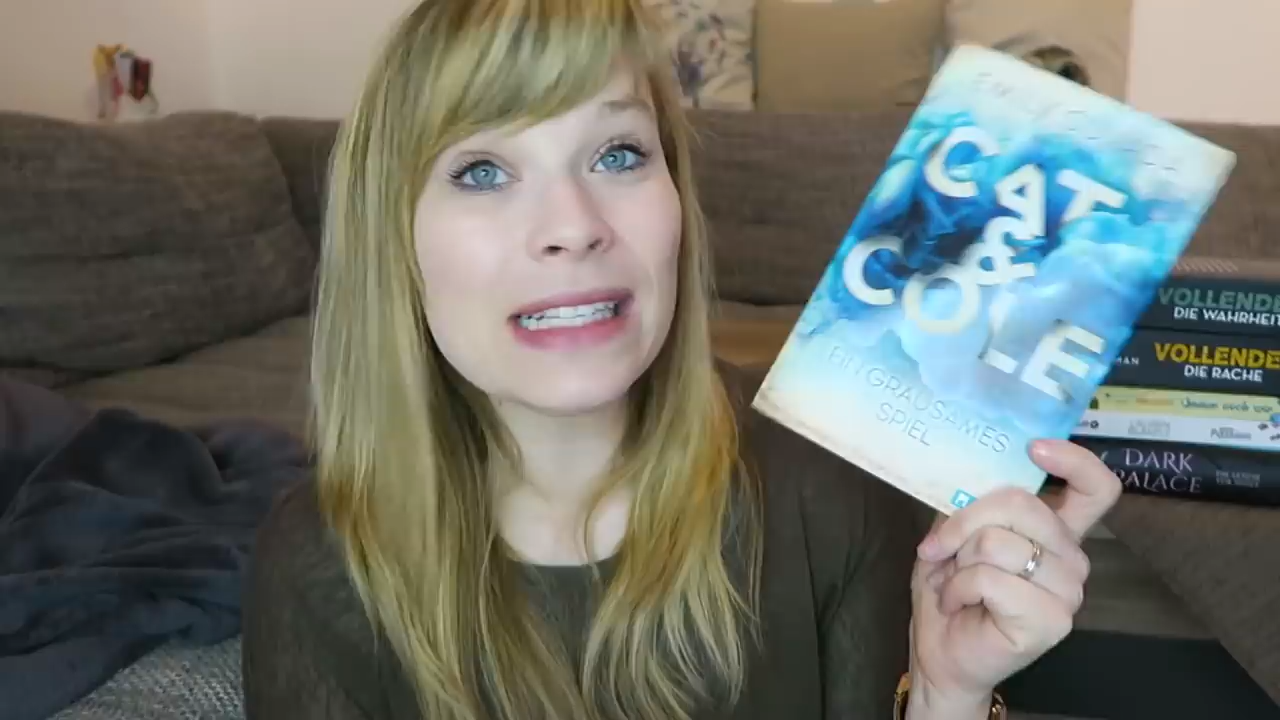 CAT
&
COLE
EIN GRAUSAMES
SPIEL
VOLLENDE
DIE WAHRHEIT
VOLLENDE
DIE RACHE
DARK
PALACE